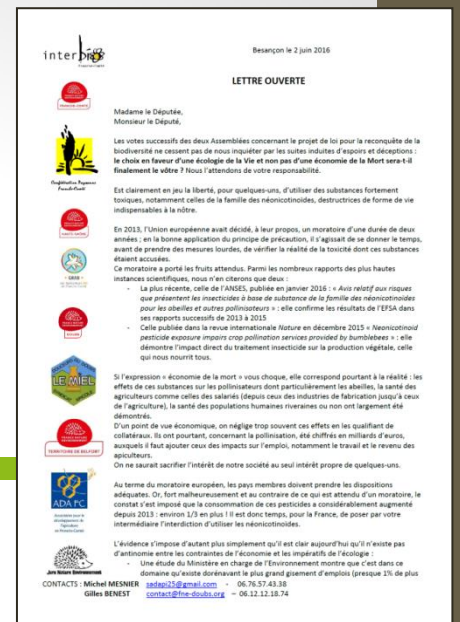 interbio
Franche-Comté
Besançon le 2 juin 2016
LETTRE OUVERTE
Madame le Députée,
Monsieur le Député,
Les votes successifs des deux Assemblées concernant le projet de loi pour la reconquête de la
biodiversité ne cessent pas de nous inquiéter par les suites induites d'espoirs et déceptions :
le choix en faveur d'une écologie de la Vie et non pas d'une économie de la Mort sera-t-il
finalement le vôtre ? Nous l'attendons de votre responsabilité.
Confédération Paysanne
Franche-Comté
Est clairement en jeu la liberté, pour quelques-uns, d'utiliser des substances fortement
toxiques, notamment celles de la famille des néonicotinoïdes, destructrices de forme de vie
indispensables à la nôtre.
HAUTE-SAÔNE
En 2013, l'Union européenne avait décidé, à leur propos, un moratoire d'une durée de deux
années ; en la bonne application du principe de précaution, il s'agissait de se donner le temps,
avant de prendre des mesures lourdes, de vérifier la réalité de la toxicité dont ces substances
étaient accusées.
Ce moratoire a porté les fruits attendus. Parmi les nombreux rapports des plus hautes
instances scientifiques, nous n'en citerons que deux :
- La plus récente, celle de l'ANSES, publiée en janvier 2016 : « Avis relatif aux risques
que présentent les insecticides à base de substance de la famille des néonicotinoïdes
pour les abeilles et autres pollinisateurs » : elle confirme les résultats de l'EFSA dans
ses rapports successifs de 2013 à 2015
- Celle publiée dans la revue internationale Nature en décembre 2015 « Neonicotinoid
pesticide exposure impairs crop pollination services provided by bumblebees » : elle
démontre l'impact direct du traitement insecticide sur la production végétale, celle
qui nous nourrit tous.
LE MIEL
Si l'expression « économie de la mort » vous choque, elle correspond pourtant à la réalité : les
effets de ces substances sur les pollinisateurs dont particulièrement les abeilles, la santé des
agriculteurs comme celles des salariés (depuis ceux des industries de fabrication jusqu'à ceux
de l'agriculture), la santé des populations humaines riveraines ou non ont largement été
démontrés.
TERRITOIRE DE BELFORT
D'un point de vue économique, on néglige trop souvent ces effets en les qualifiant de
collatéraux. Ils ont pourtant, concernant la pollinisation, été chiffrés en milliards d'euros,
auxquels il faut ajouter ceux des impacts sur l'emploi, notamment le travail et le revenu des
apiculteurs.
On ne saurait sacrifier l'intérêt de notre société au seul intérêt propre de quelques-uns.
ADA FC
Association pour le
développement de
l'apiculture
en Franche-Comté
Au terme du moratoire européen, les pays membres doivent prendre les dispositions
adéquates. Or, fort malheureusement et au contraire de ce qui est attendu d'un moratoire, le
constat s'est imposé que la consommation de ces pesticides a considérablement augmenté
depuis 2013 : environ 1/3 en plus ! Il est donc temps, pour la France, de poser par votre
intermédiaire l'interdiction d'utiliser les néonicotinoïdes.
L'évidence s'impose d'autant plus simplement qu'il est clair aujourd'hui qu'il n'existe pas
d'antinomie entre les contraintes de l'économie et les impératifs de l'écologie :
- Une étude du Ministère en charge de l'Environnement montre que c'est dans ce
domaine qu'existe dorénavant le plus grand gisement d'emplois (presque 1% de plus
Jura Nature Environnement
CONTACTS : Michel MESNIER sadapi25@gmail.com - 06.76.57.43.38
Gilles BENEST contact@fne-doubs.org – 06.12.12.18.74